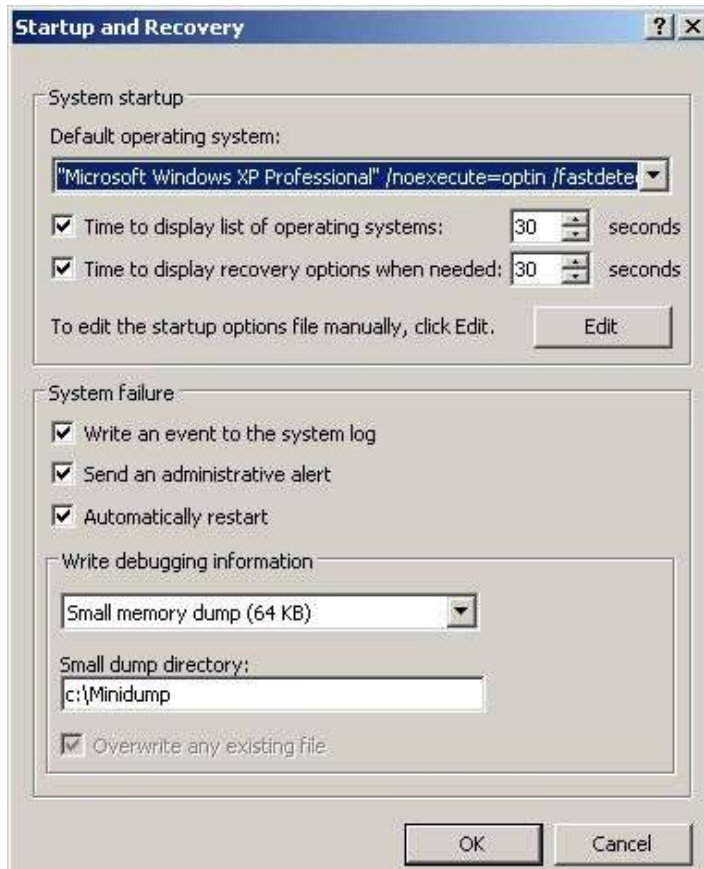 Startup and Recovery
System startup
Default operating system:
"Microsoft Windows XP Professional" /noexecute=optin /fastdetec
Time to display list of operating systems: 30 seconds
Time to display recovery options when needed: 30 seconds
To edit the startup options file manually, click Edit. Edit
System failure
Write an event to the system log
Send an administrative alert
Automatically restart
Write debugging information
Small memory dump (64 KB)
Small dump directory:
c:\Minidump
Overwrite any existing file
OK Cancel